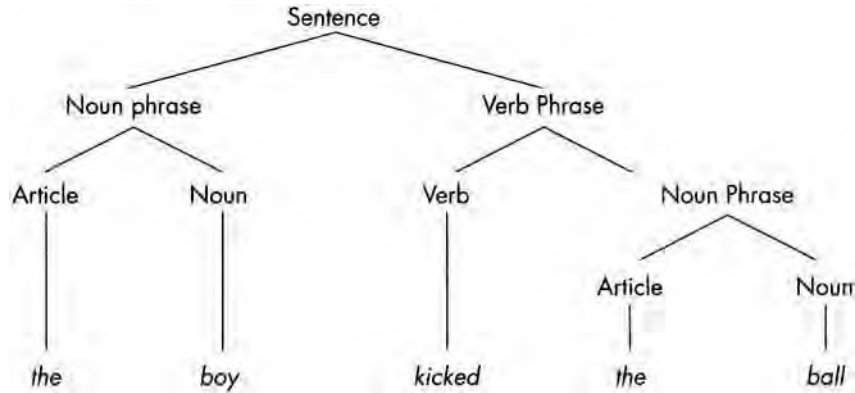 Sentence
Noun phrase Verb Phrase
Article Noun Verb Noun Phrase
Article Noun
the boy kicked the ball